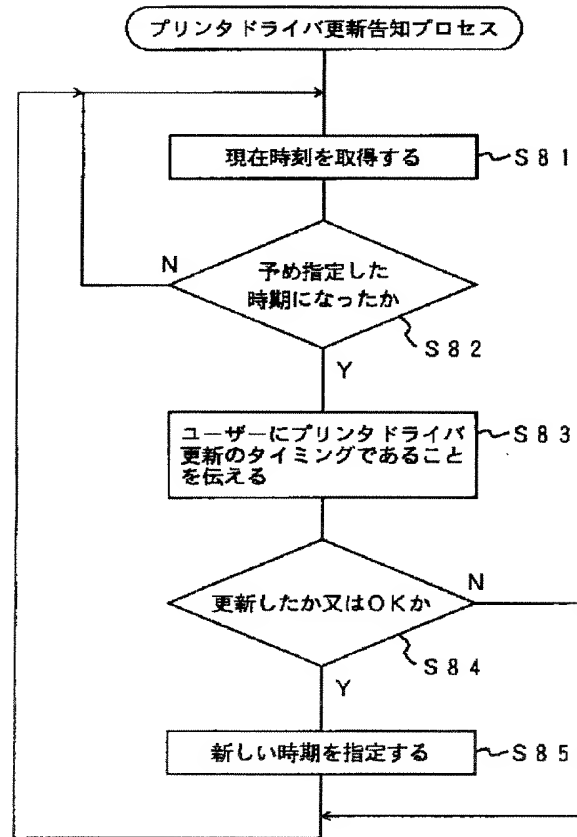 プリンタドライバ更新告知プロセス
現在時刻を取得する
S81
N
予め指定した
時期になったか
S82
Y
ユーザーにプリンタドライバ
更新のタイミングであること
を伝える
S83
更新したか又はOKか
N
S84
Y
新しい時期を指定する
S85